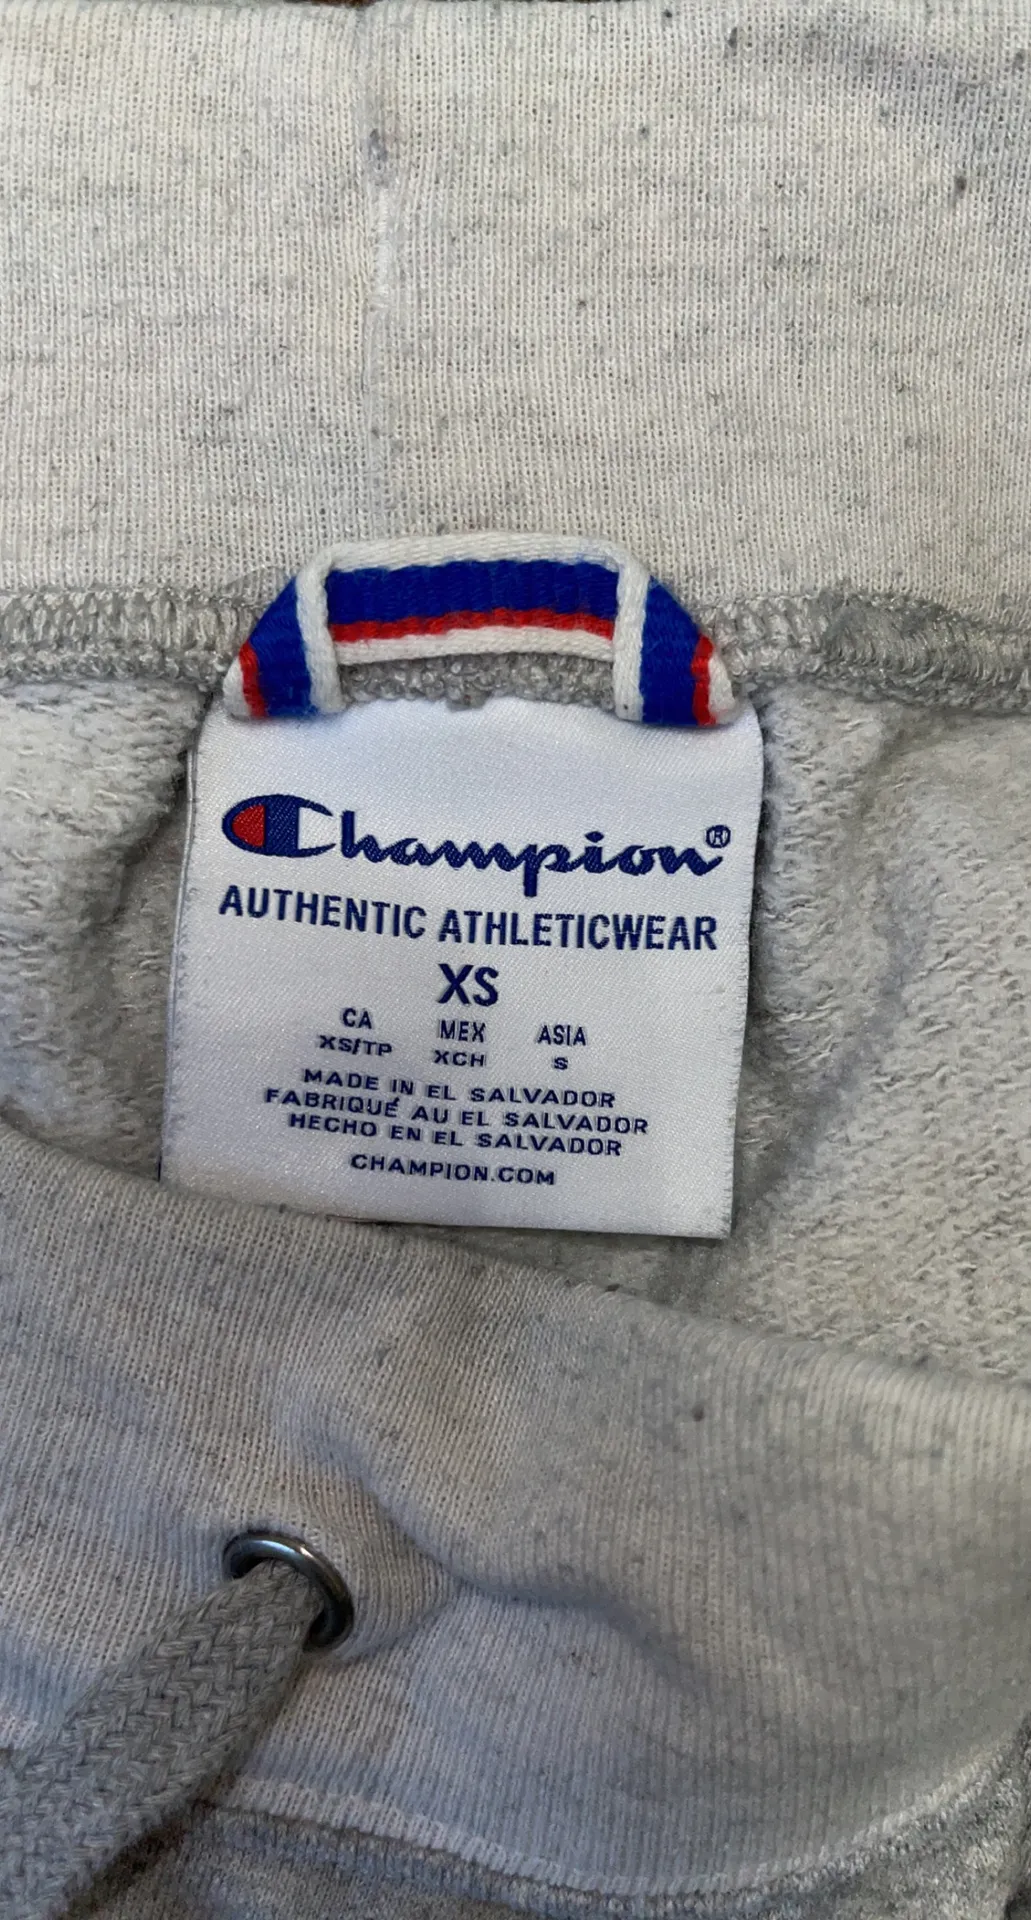 Champion®
AUTHENTIC ATHLETICWEAR
XS
CA MEX ASIA
XS/TP XCH S
MADE IN EL SALVADOR
FABRIQUÉ AU EL SALVADOR
HECHO EN EL SALVADOR
CHAMPION.COM